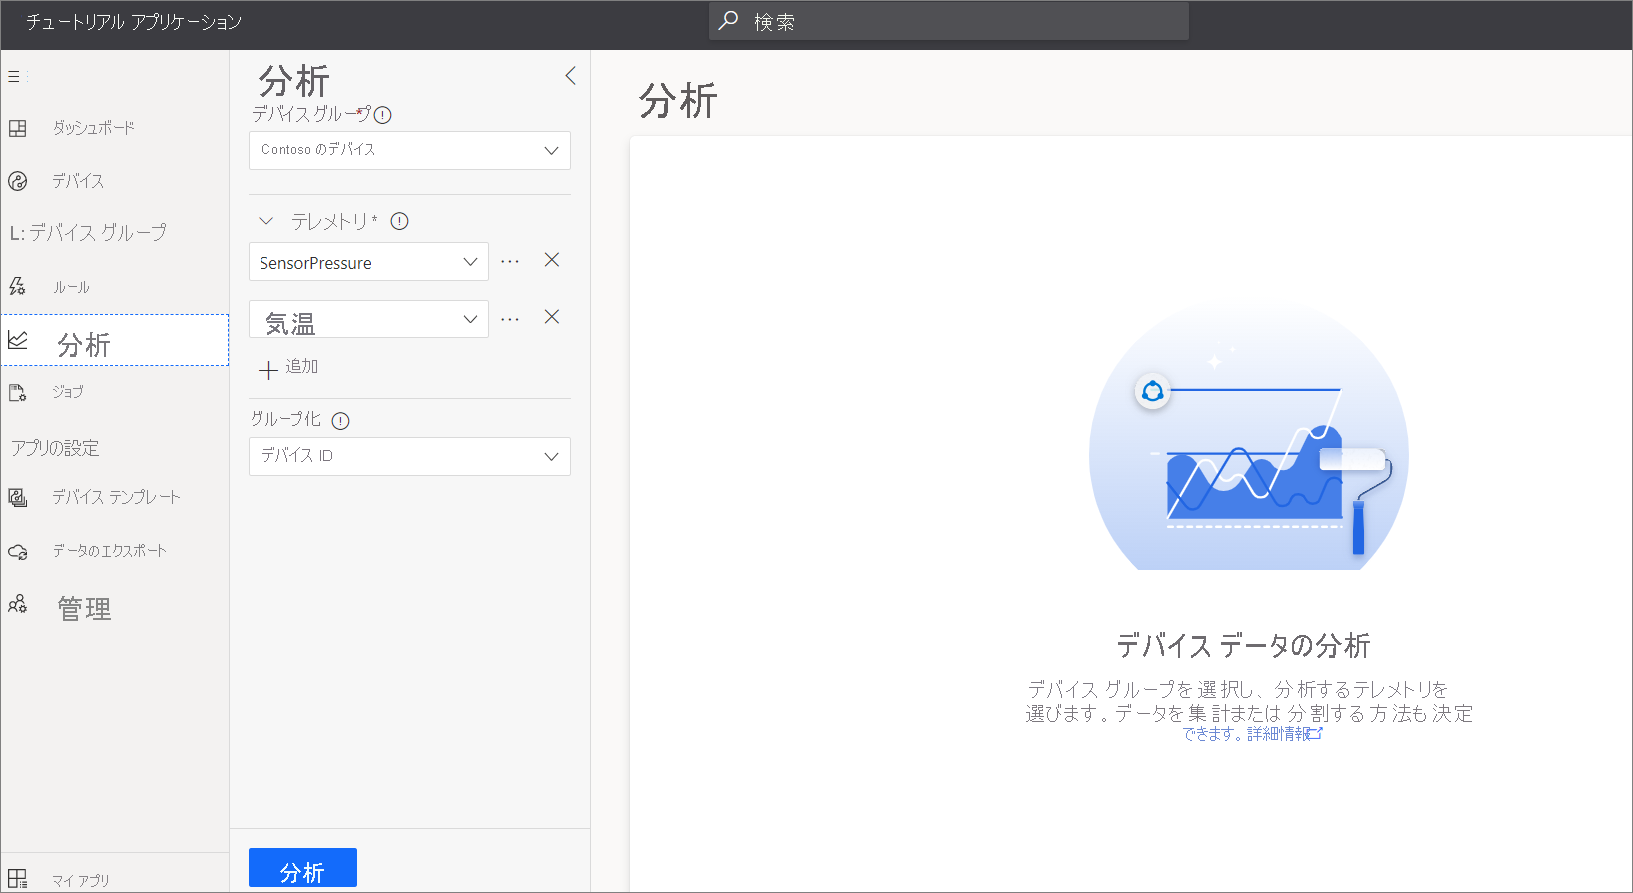 チュートリアル アプリケーション
検索
ダッシュボード
デバイス
L: デバイス グループ
ルール
分析
ジョブ
アプリの設定
デバイス テンプレート
データのエクスポート
管理
マイ アプリ
分析
デバイス グループ*
Contoso のデバイス
テレメトリ*
SensorPressure
気温
追加
グループ化
デバイス ID
分析
分析
デバイス データの分析
デバイス グループを選択し、分析するテレメトリを
選びます。データを集計または分割する方法も決定
できます。詳細情報